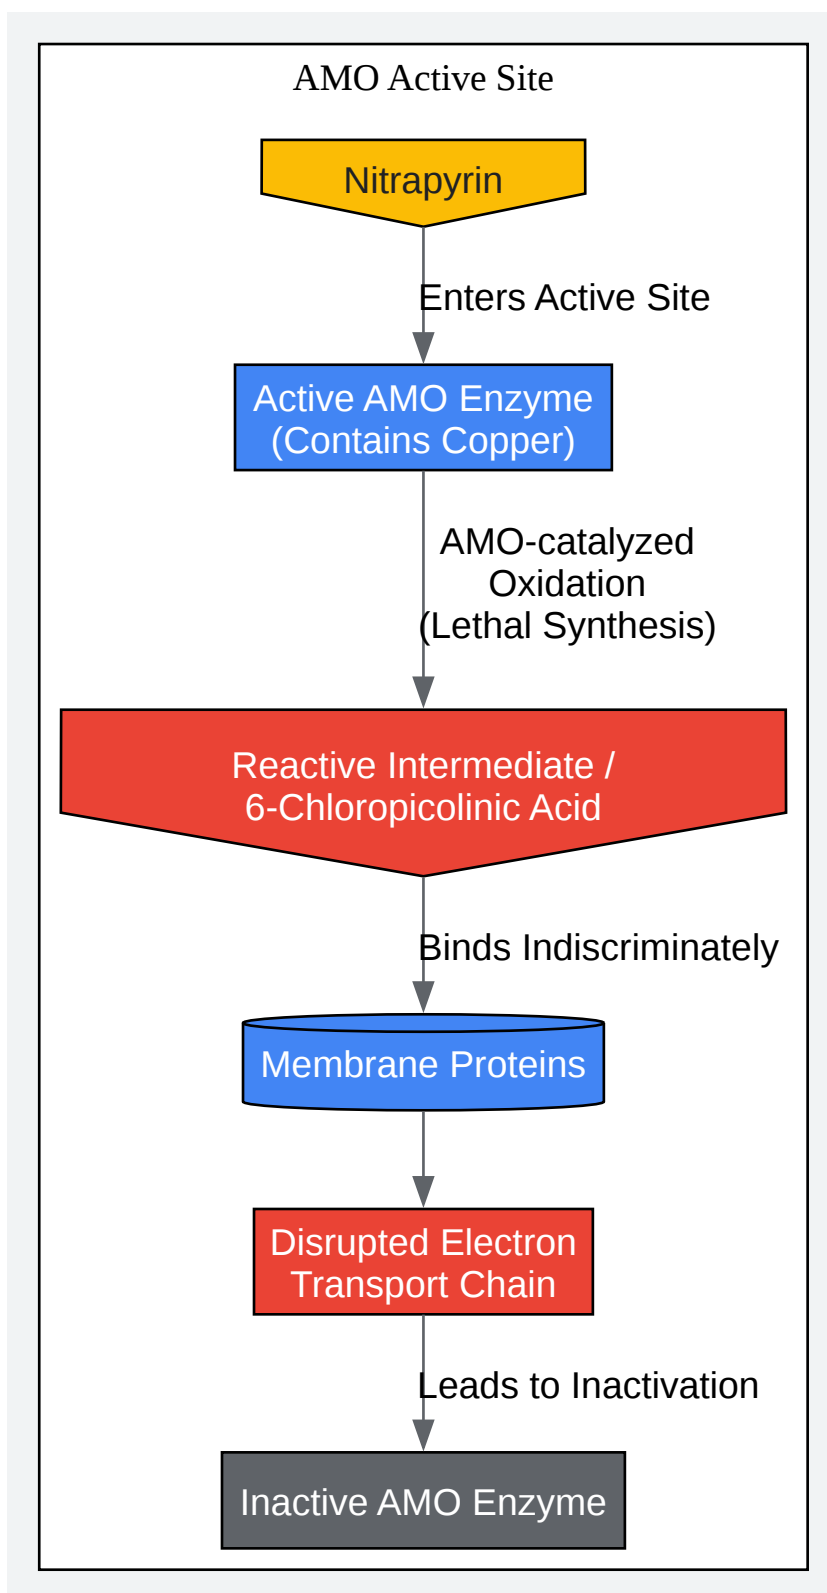 AMO Active Site
Nitrapyrin
Enters Active Site
Active AMO Enzyme
(Contains Copper)
AMO-catalyzed
Oxidation
(Lethal Synthesis)
Reactive Intermediate /
6-Chloropicolinic Acid
Binds Indiscriminately
Membrane Proteins
Disrupted Electron
Transport Chain
Leads to Inactivation
Inactive AMO Enzyme